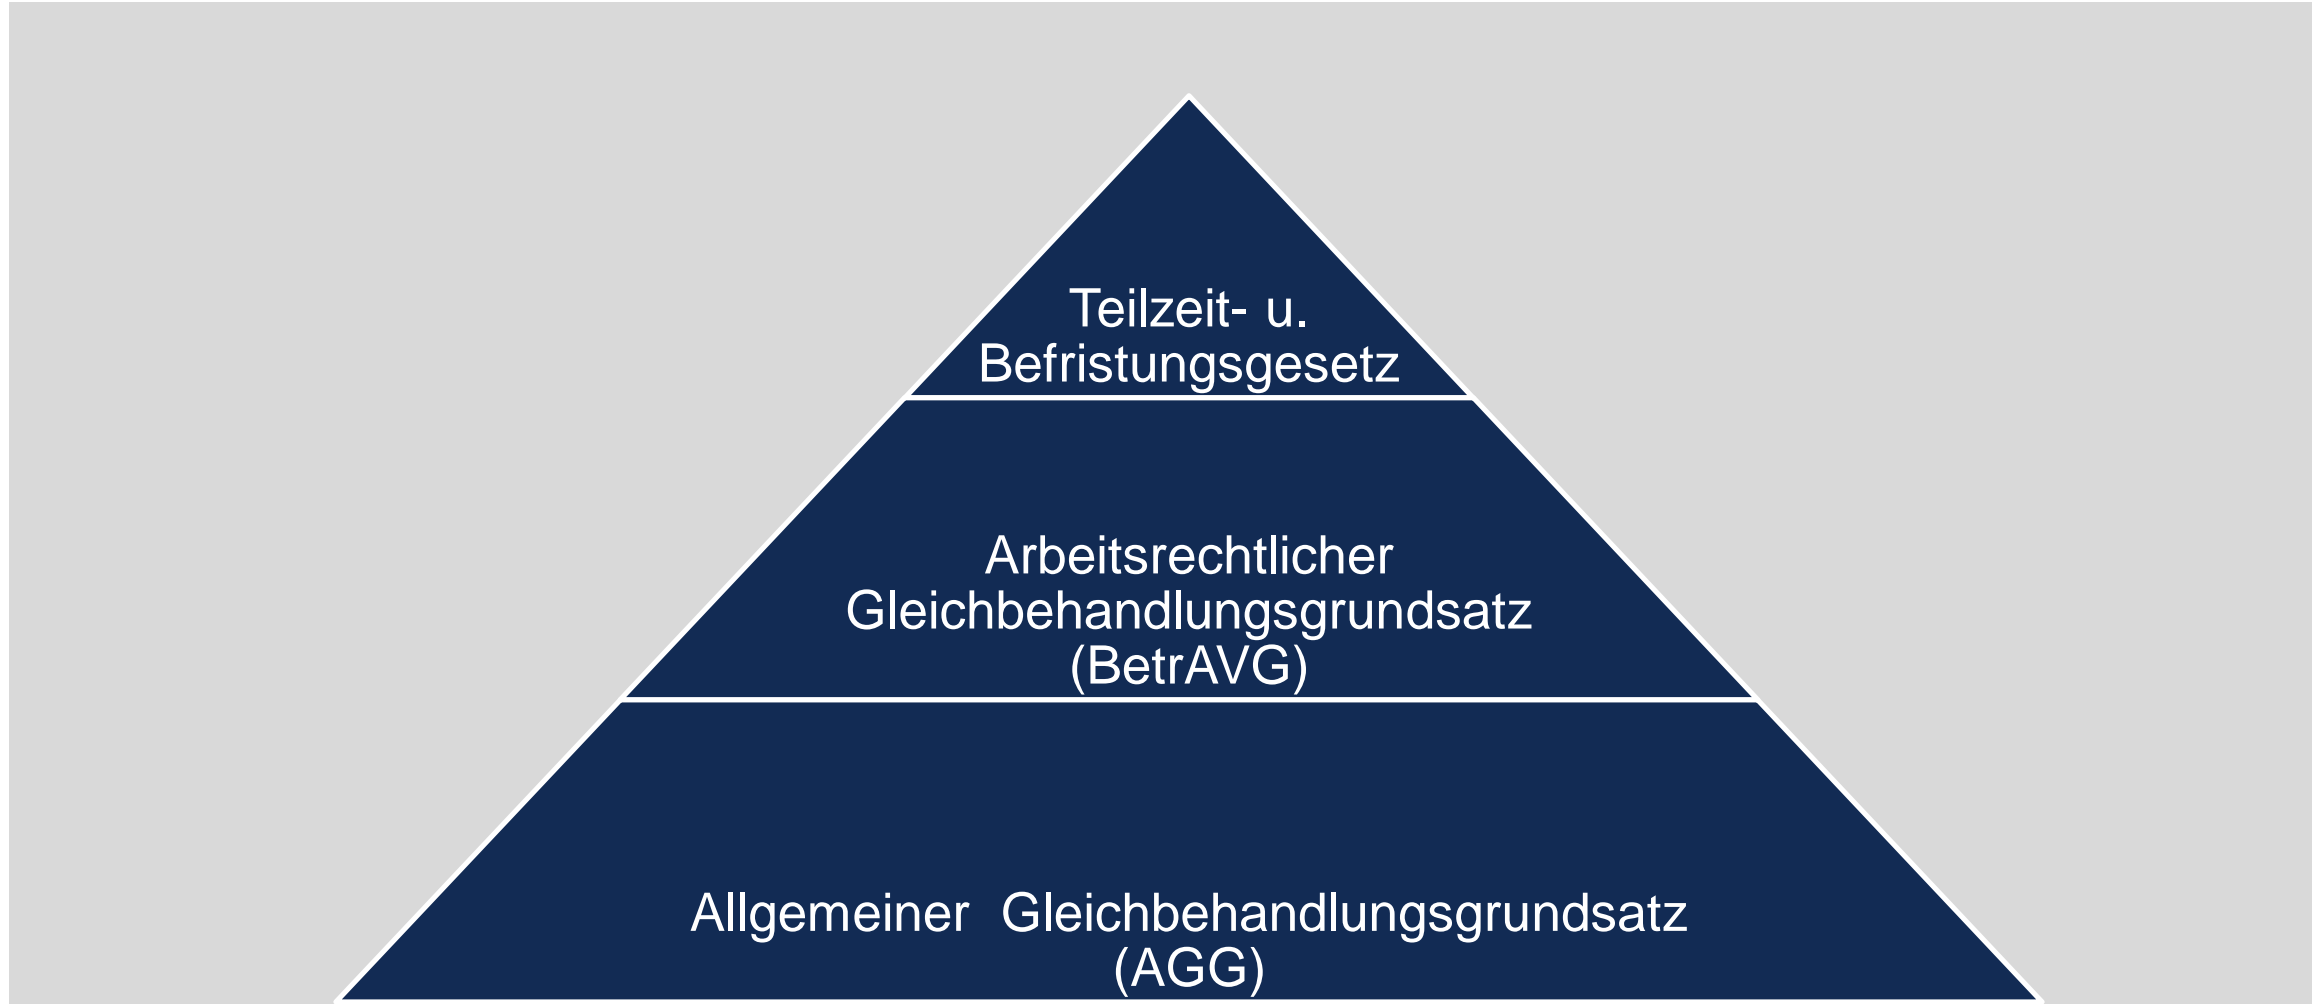 Teilzeit- u.
Befristungsgesetz
Arbeitsrechtlicher
Gleichbehandlungsgrundsatz
(BetrAVG)
Allgemeiner  Gleichbehandlungsgrundsatz
(AGG)